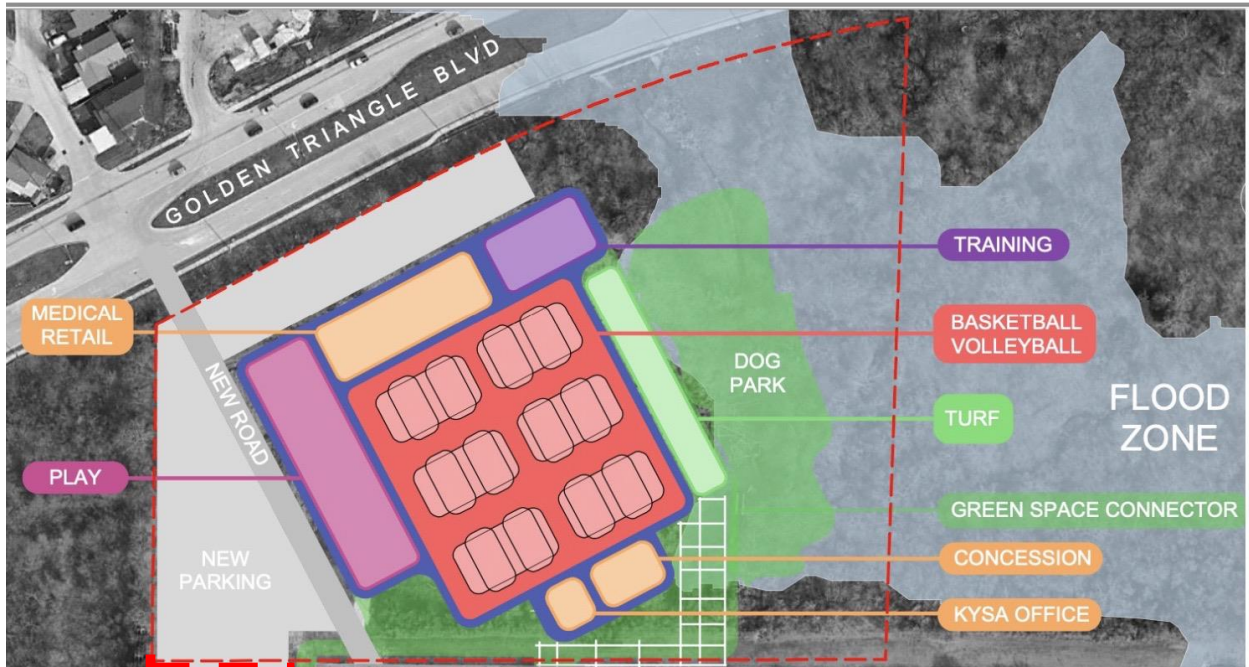 GOLDEN TRIANGLE BLVD
TRAINING
MEDICAL
RETAIL
BASKETBALL
VOLLEYBALL
DOG
PARK
NEW ROAD
FLOOD
ZONE
TURF
PLAY
GREEN SPACE CONNECTOR
NEW
PARKING
CONCESSION
KYSA OFFICE